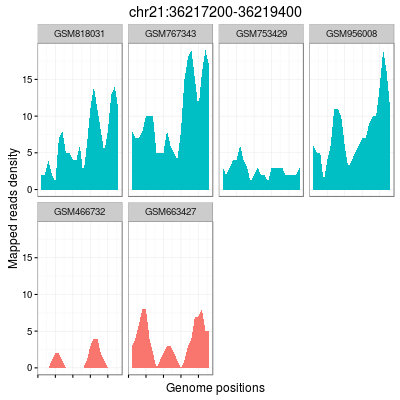 chr21:36217200-36219400
GSM818031 GSM767343 GSM753429 GSM956008
15
10
5
0
Mapped reads density
GSM466732 GSM663427
15
10
5
0
Genome positions